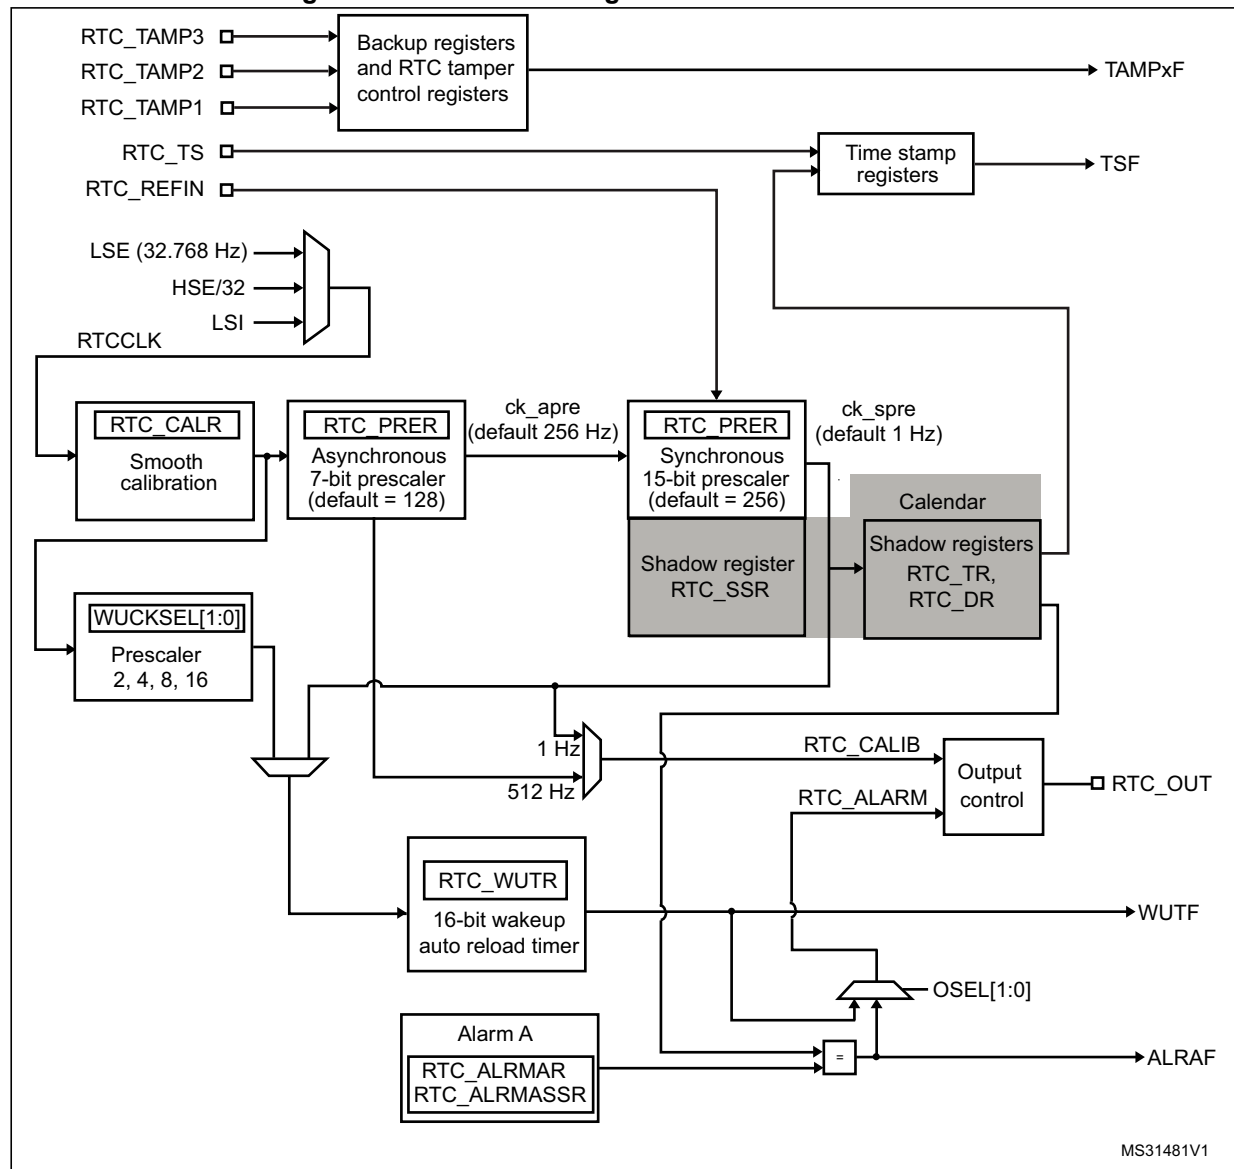 RTC_TAMP3
RTC_TAMP2
RTC_TAMP1
Backup registers
and RTC tamper
control registers
TAMPxF
RTC_TS
RTC_REFIN
Time stamp
registers
TSF
LSE (32.768 Hz)
HSE/32
LSI
RTCCLK
RTC_CALR
Smooth
calibration
RTC_PRER
Asynchronous
7-bit prescaler
(default = 128)
ck_apre
(default 256 Hz)
RTC_PRER
Synchronous
15-bit prescaler
(default = 256)
ck_spre
(default 1 Hz)
Calendar
Shadow register
RTC_SSR
Shadow registers
RTC_TR,
RTC_DR
WUCKSEL[1:0]
Prescaler
2, 4, 8, 16
1 Hz
512 Hz
RTC_CALIB
RTC_ALARM
Output
control
RTC_OUT
RTC_WUTR
16-bit wakeup
auto reload timer
WUTF
OSEL[1:0]
Alarm A
RTC_ALRMAR
RTC_ALRMASSR
=
ALRAF
MS31481V1